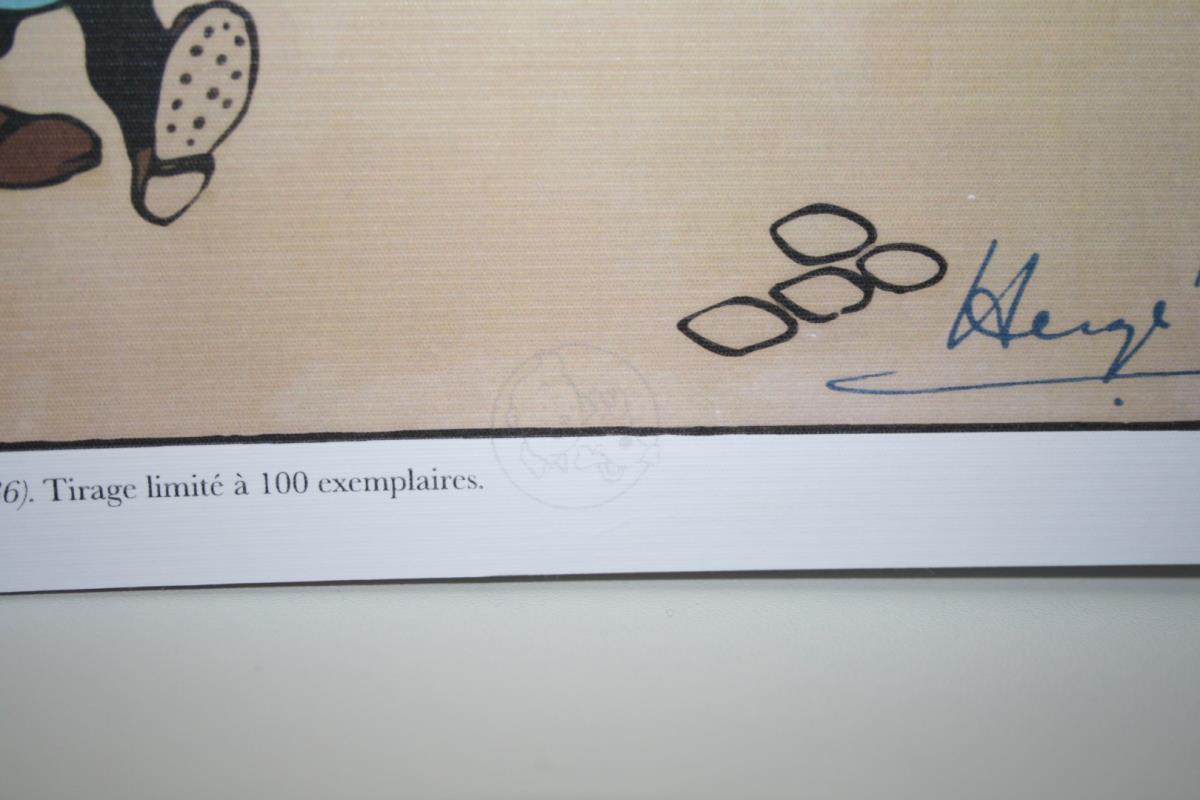 Hergé
6). Tirage limité à 100 exemplaires.